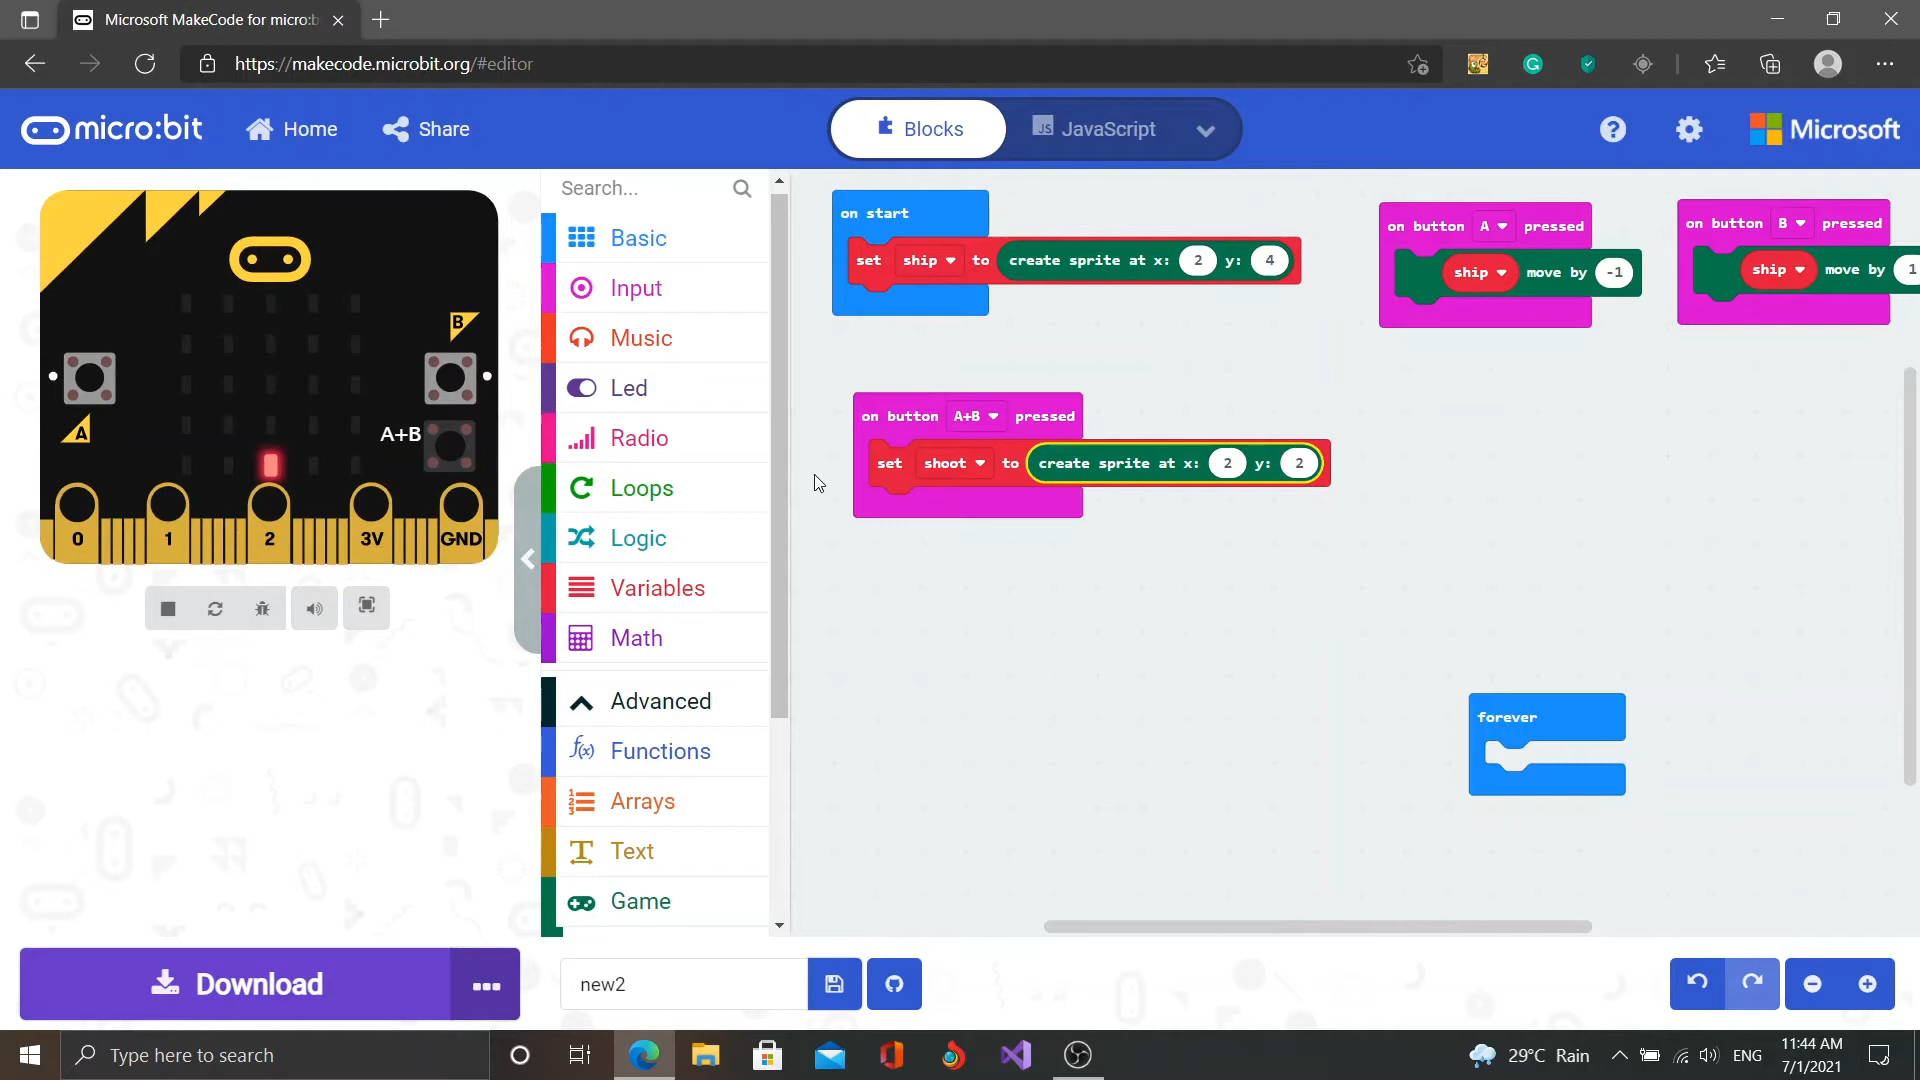 Microsoft MakeCode for micro:b
https://makecode.microbit.org/#editor
micro:bit
Home
Share
Blocks
JS
JavaScript
?
Microsoft
B
A
A+B
0
1
2
3V
GND
Search...
Basic
Input
Music
Led
Radio
Loops
Logic
Variables
Math
Advanced
f(x) Functions
Arrays
Text
Game
on start
set ship to create sprite at x: 2 y: 4
on button A pressed
ship move by -1
on button B pressed
ship move by 1
on button A+B pressed
set shoot to create sprite at x: 2 y: 2
forever
Download
new2
Type here to search
29°C Rain
ENG
11:44 AM
7/1/2021